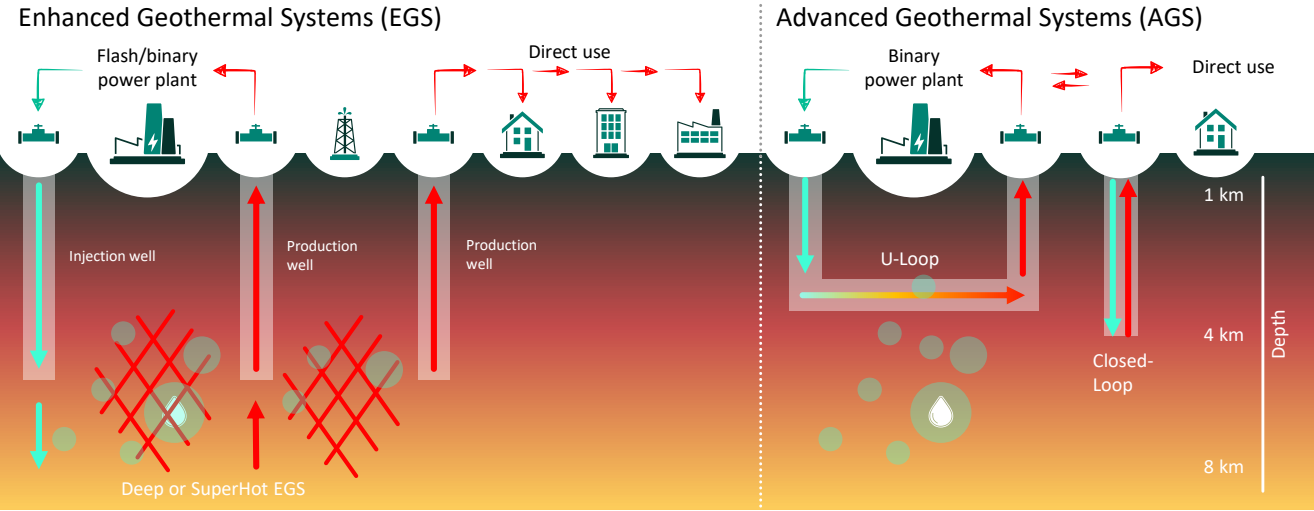 Enhanced Geothermal Systems (EGS)
Flash/binary
power plant
Direct use
Injection well
Production
well
Production
well
Deep or SuperHot EGS
Advanced Geothermal Systems (AGS)
Binary
power plant
Direct use
U-Loop
Closed-
Loop
1 km
4 km
8 km
Depth